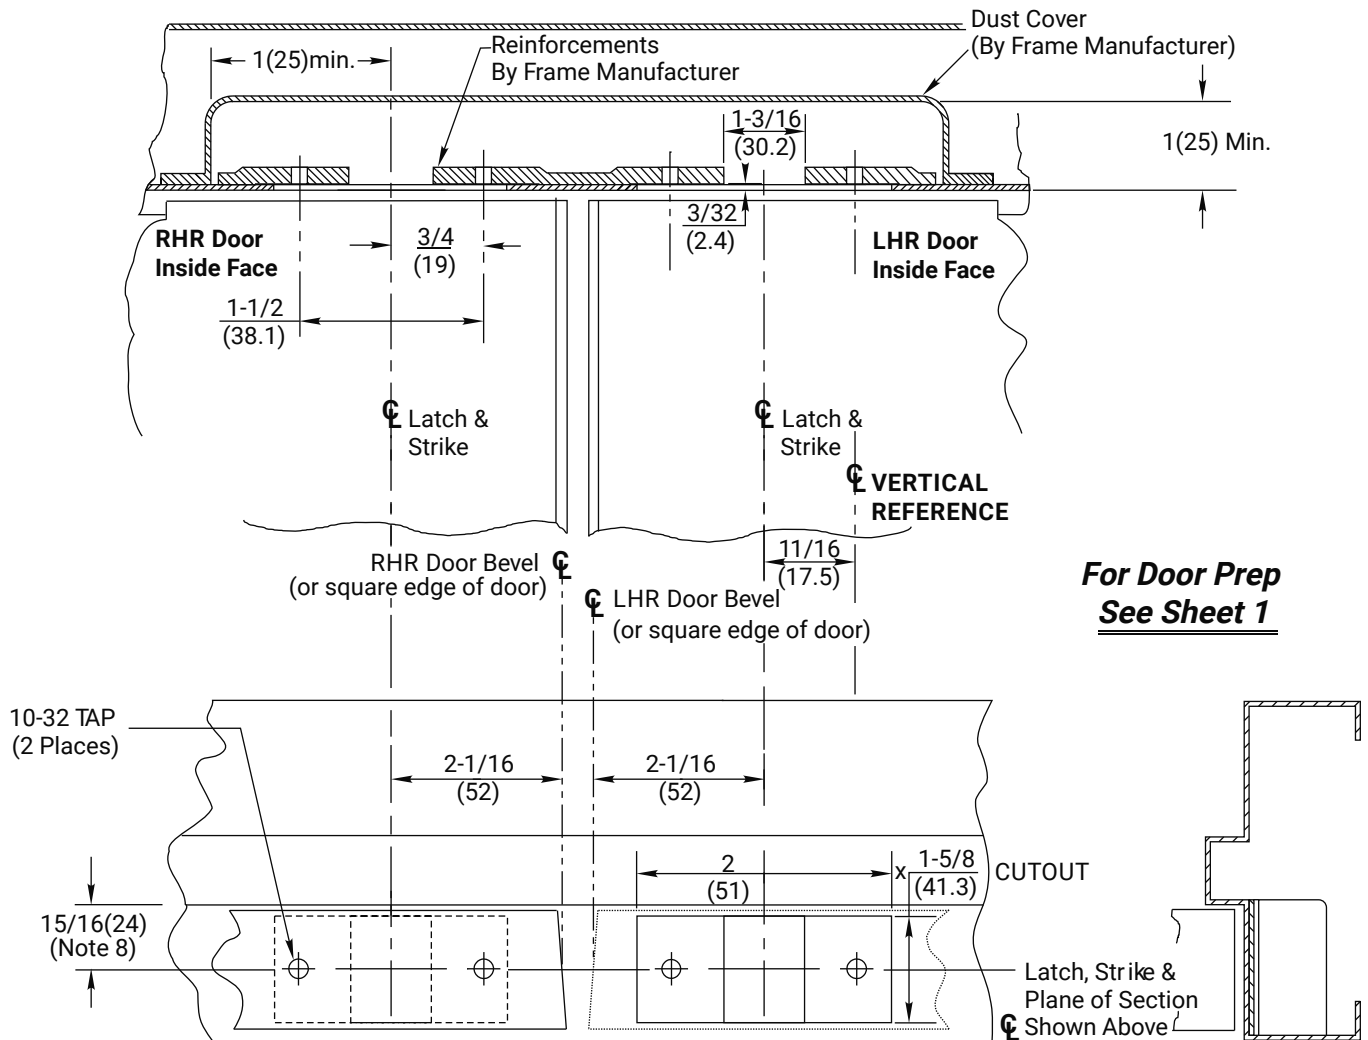 Dust Cover
(By Frame Manufacturer)
Reinforcements
By Frame Manufacturer
1(25)min.
1-3/16
(30.2)
1(25) Min.
3/32
(2.4)
RHR Door
Inside Face
3/4
(19)
LHR Door
Inside Face
1-1/2
(38.1)
℄ Latch &
Strike
℄ Latch &
Strike
℄ VERTICAL
REFERENCE
11/16
(17.5)
RHR Door Bevel ℄
(or square edge of door)
℄ LHR Door Bevel
(or square edge of door)
For Door Prep
See Sheet 1
10-32 TAP
(2 Places)
2-1/16
(52)
2-1/16
(52)
2
(51)
x 1-5/8
(41.3)
CUTOUT
15/16(24)
(Note 8)
Latch, Strike &
Plane of Section
℄ Shown Above